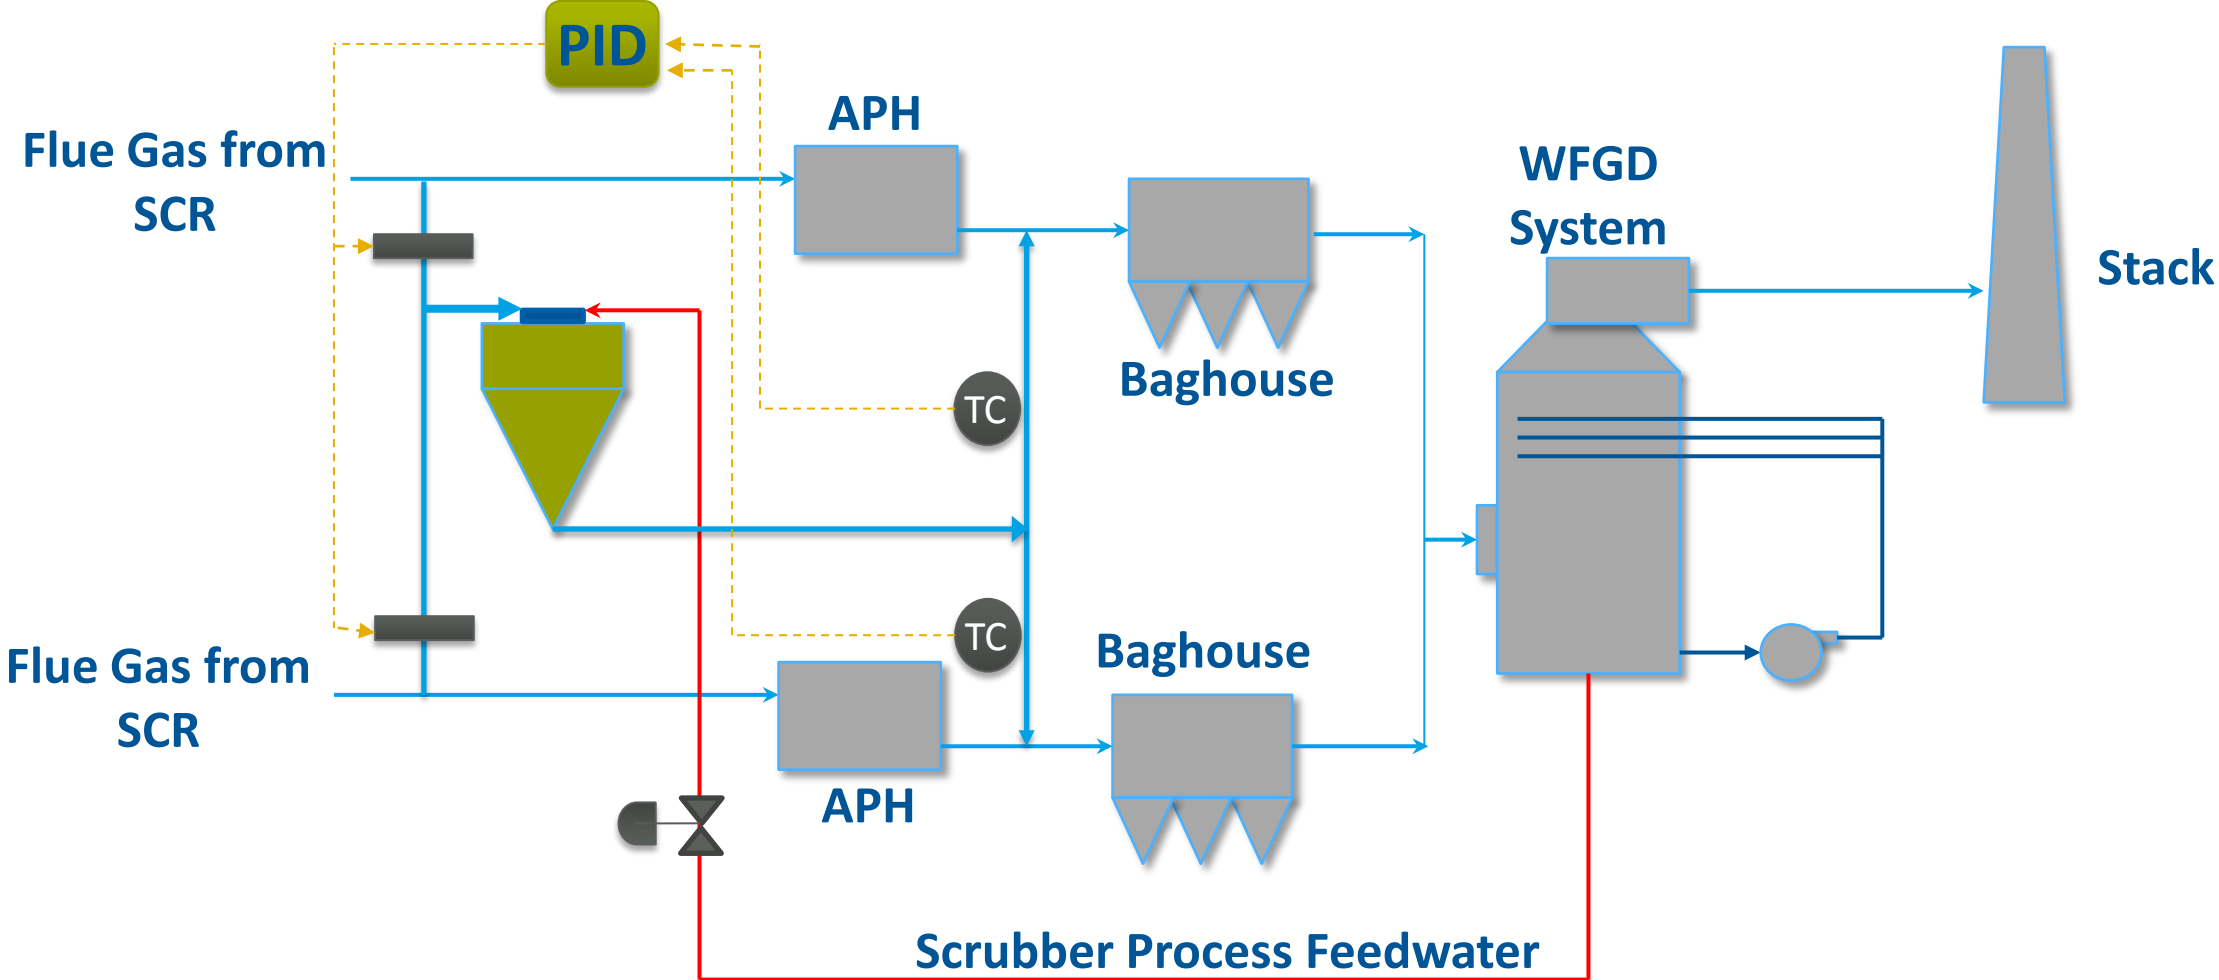 PID
APH
Flue Gas from
SCR
WFGD
System
Stack
Baghouse
TC
TC
Baghouse
Flue Gas from
SCR
APH
Scrubber Process Feedwater